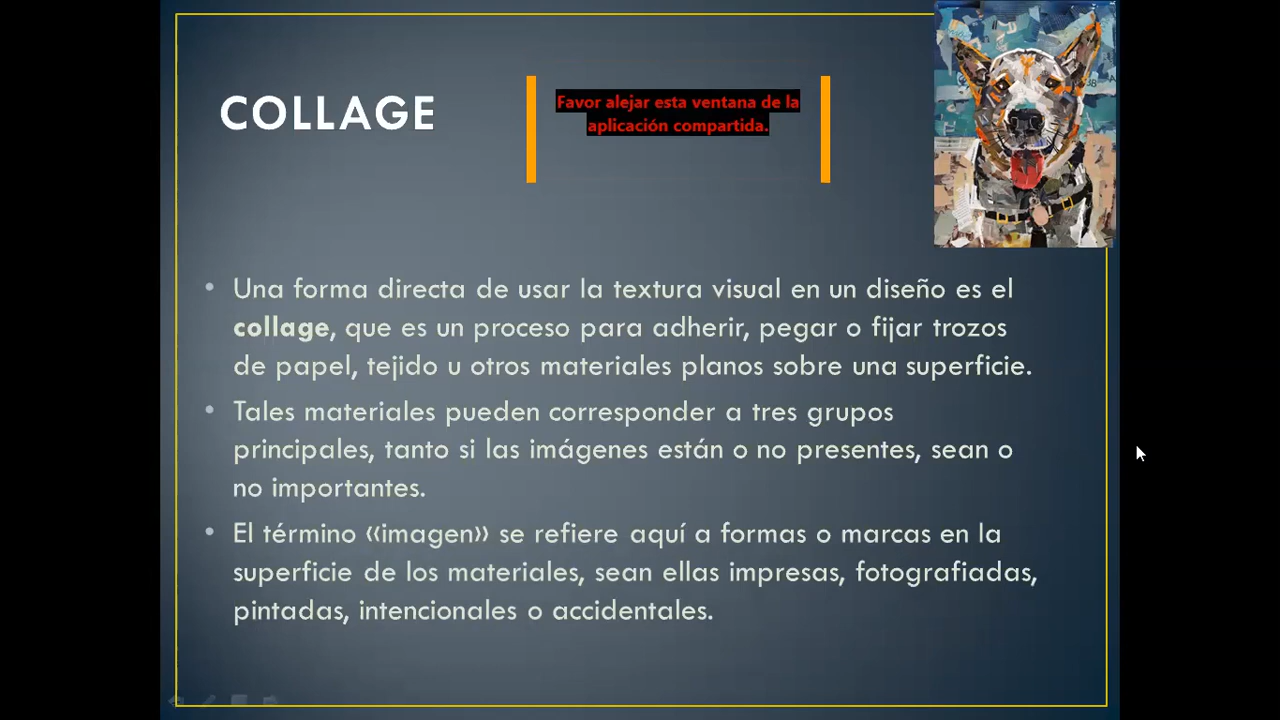 COLLAGE
Favor alejar esta ventana de la
aplicación compartida.
• Una forma directa de usar la textura visual en un diseño es el
collage, que es un proceso para adherir, pegar o fijar trozos
de papel, tejido u otros materiales planos sobre una superficie.
• Tales materiales pueden corresponder a tres grupos
principales, tanto si las imágenes están o no presentes, sean o
no importantes.
• El término «imagen» se refiere aquí a formas o marcas en la
superficie de los materiales, sean ellas impresas, fotografiadas,
pintadas, intencionales o accidentales.